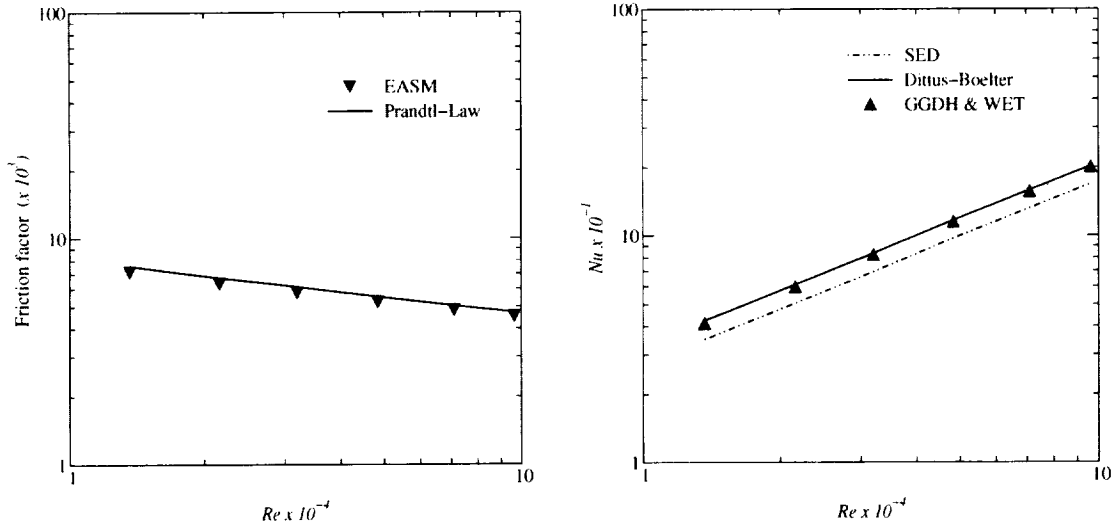 100
EASM
Prandtl-Law
10
1
1
10
Friction factor (x 10³)
Re x 10⁻⁴
100
SED
Dittus-Boelter
GGDH & WET
10
1
1
10
Nu x 10⁻¹
Re x 10⁻⁴